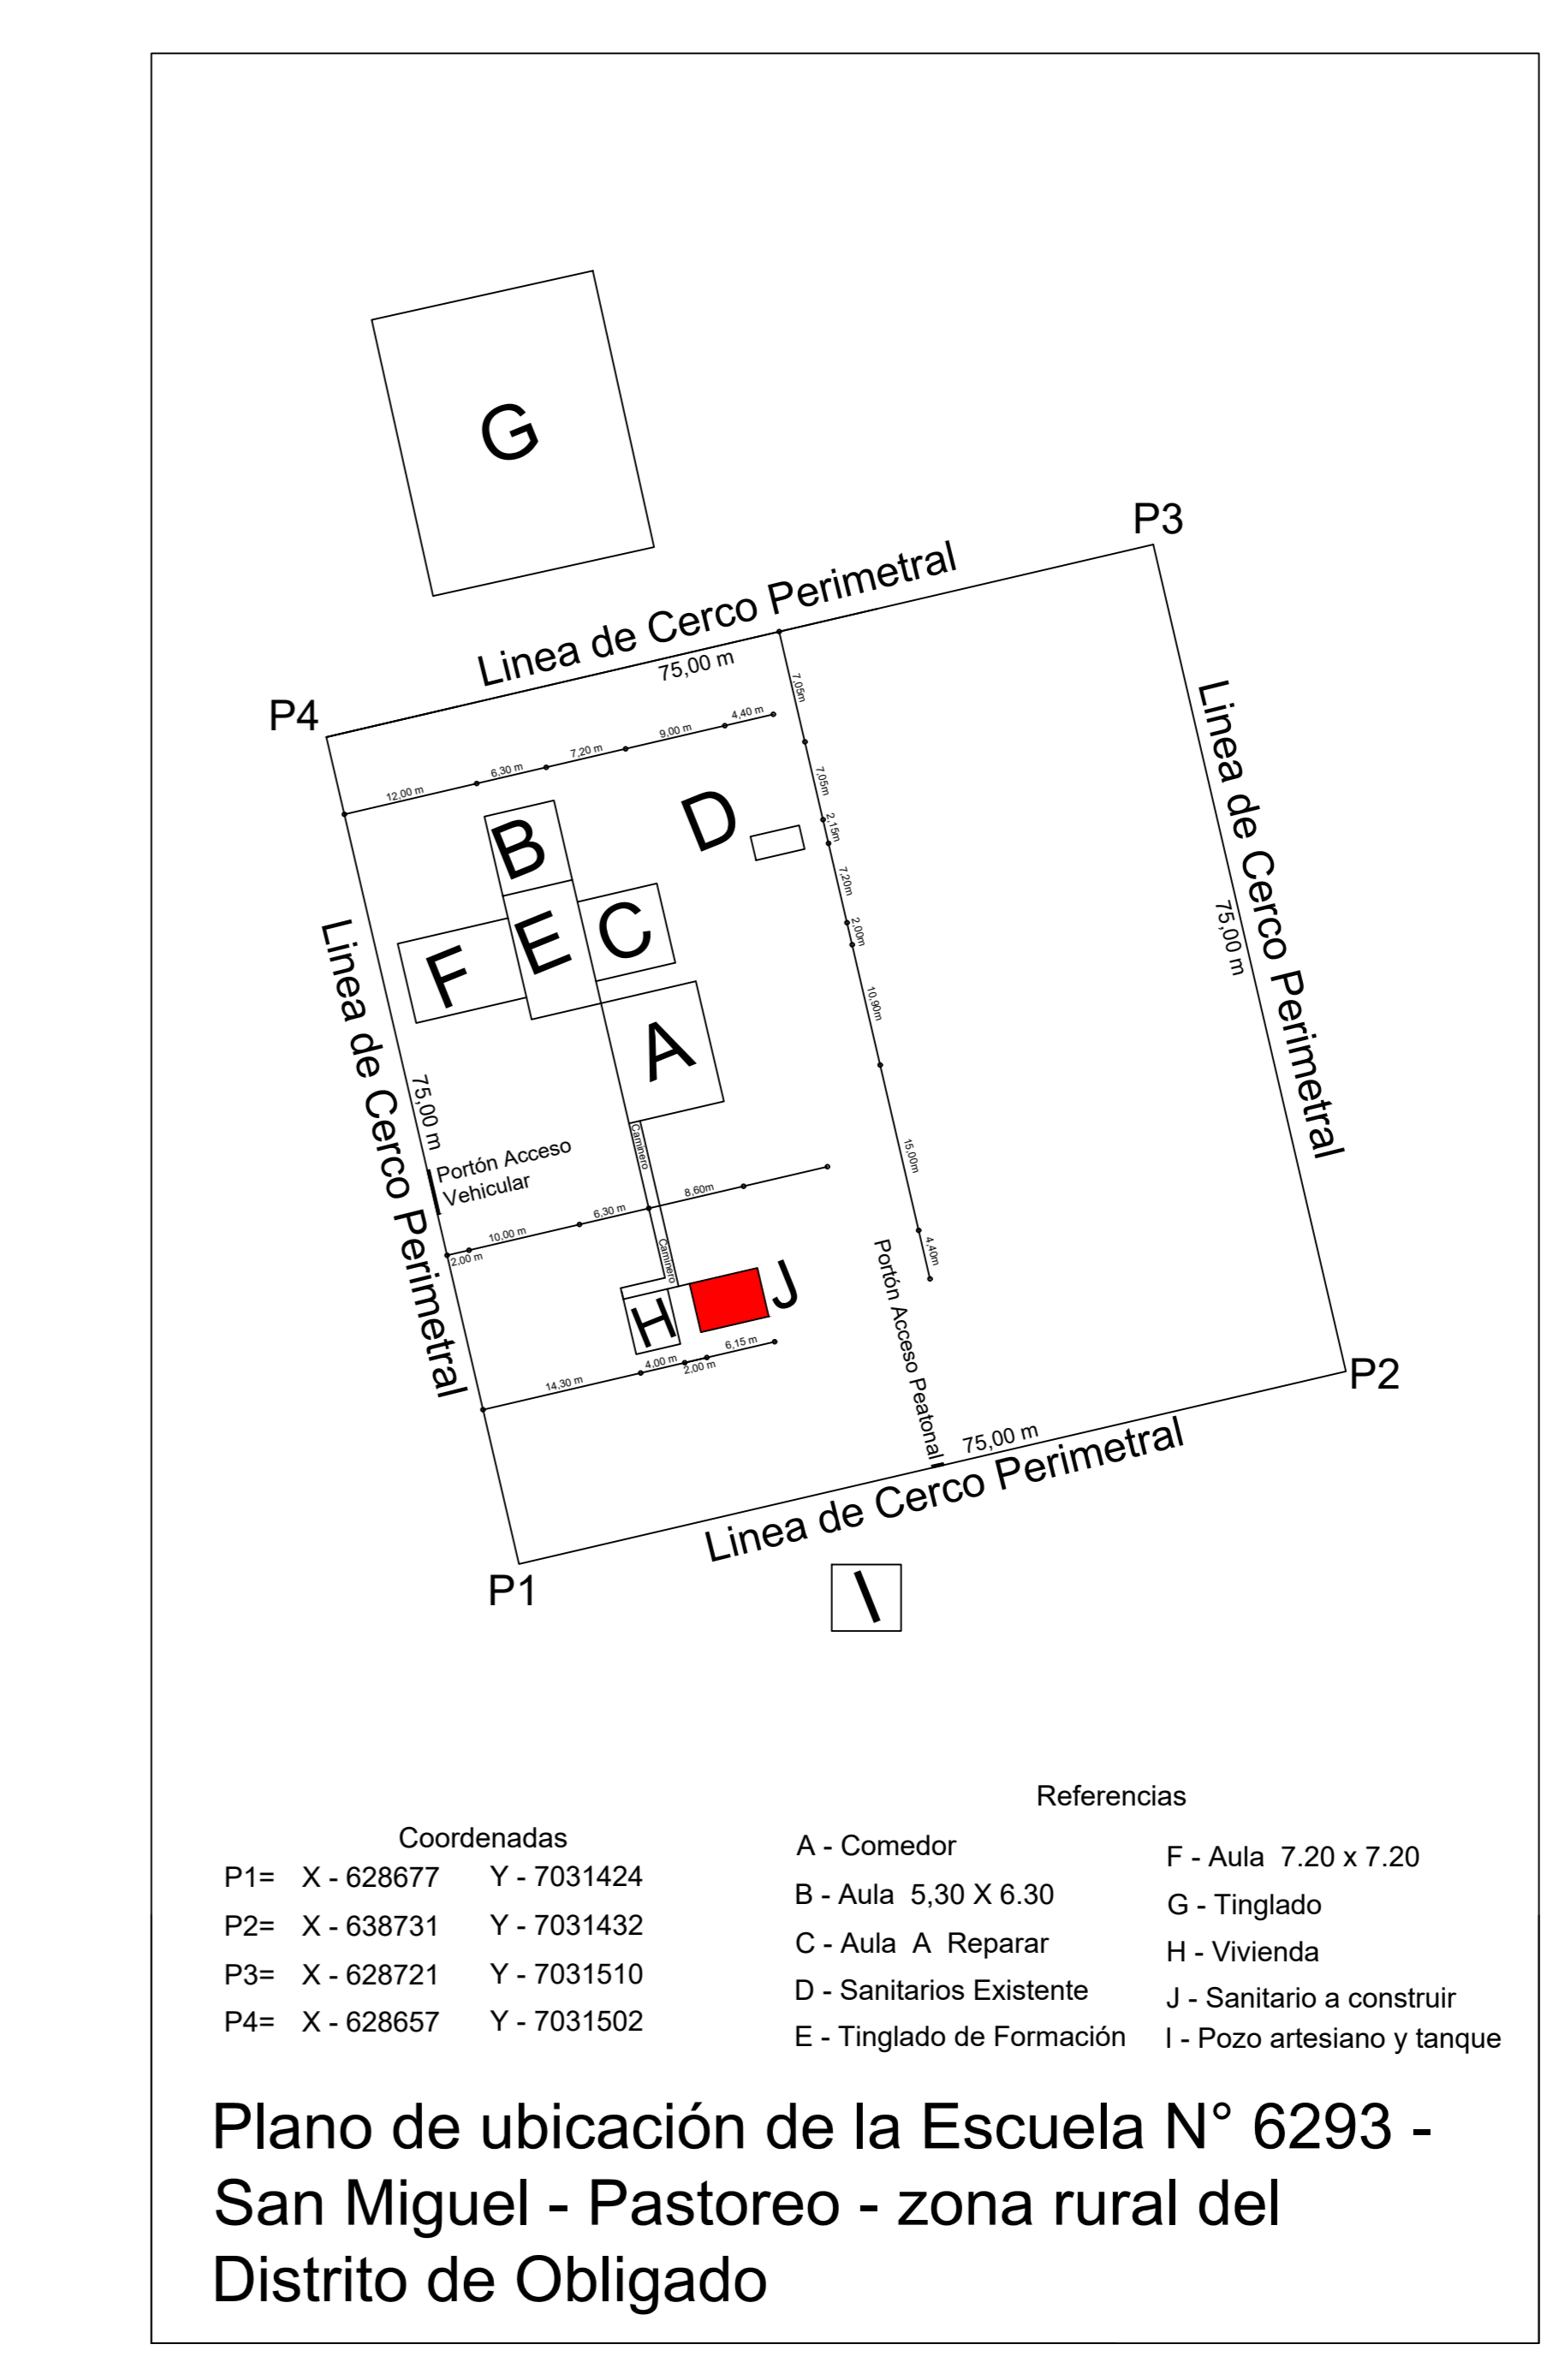 G
P3
Linea de Cerco Perimetral
75,00 m
P4
7,05m
4,40 m
9,00 m
7,20 m
6,30 m
12,00 m
Linea de Cerco Perimetral
75,00 m
7,05m
2,15m
D
B
7,20m
2,00m
C
E
F
Linea de Cerco Perimetral
75,00 m
10,90m
A
Caminero
Portón Acceso
Vehicular
15,00m
8,60m
6,30 m
10,00 m
2,00 m
Caminero
4,40m
Portón Acceso Peatonal
J
H
6,15 m
4,00 m
2,00 m
14,30 m
P2
75,00 m
Linea de Cerco Perimetral
P1
I
Referencias
Coordenadas
P1= X - 628677 Y - 7031424
P2= X - 638731 Y - 7031432
P3= X - 628721 Y - 7031510
P4= X - 628657 Y - 7031502
A - Comedor
B - Aula 5,30 X 6.30
C - Aula A Reparar
D - Sanitarios Existente
E - Tinglado de Formación
F - Aula 7.20 x 7.20
G - Tinglado
H - Vivienda
J - Sanitario a construir
I - Pozo artesiano y tanque
Plano de ubicación de la Escuela N° 6293 -
San Miguel - Pastoreo - zona rural del
Distrito de Obligado